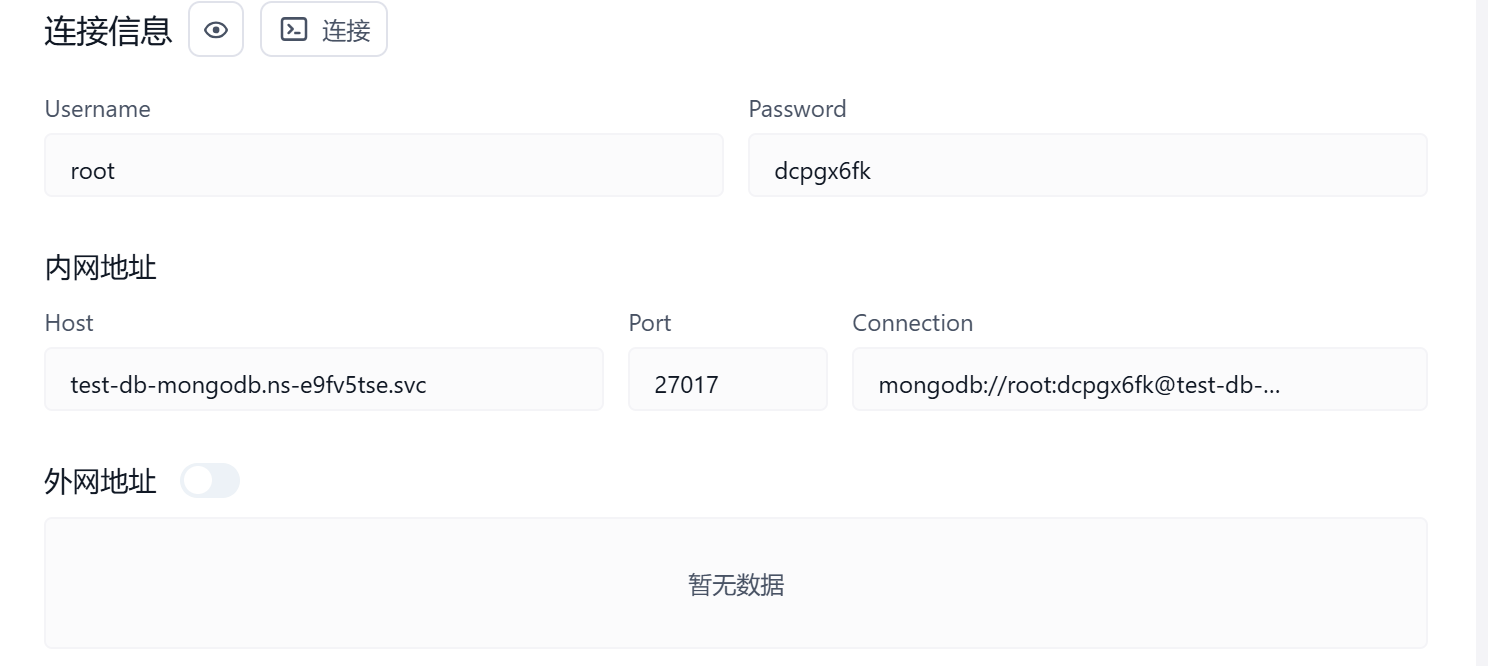 连接信息 连接
Username Password
root dcpgx6fk
内网地址
Host Port Connection
test-db-mongodb.ns-e9fv5tse.svc 27017 mongodb://root:dcpgx6fk@test-db-...
外网地址
暂无数据